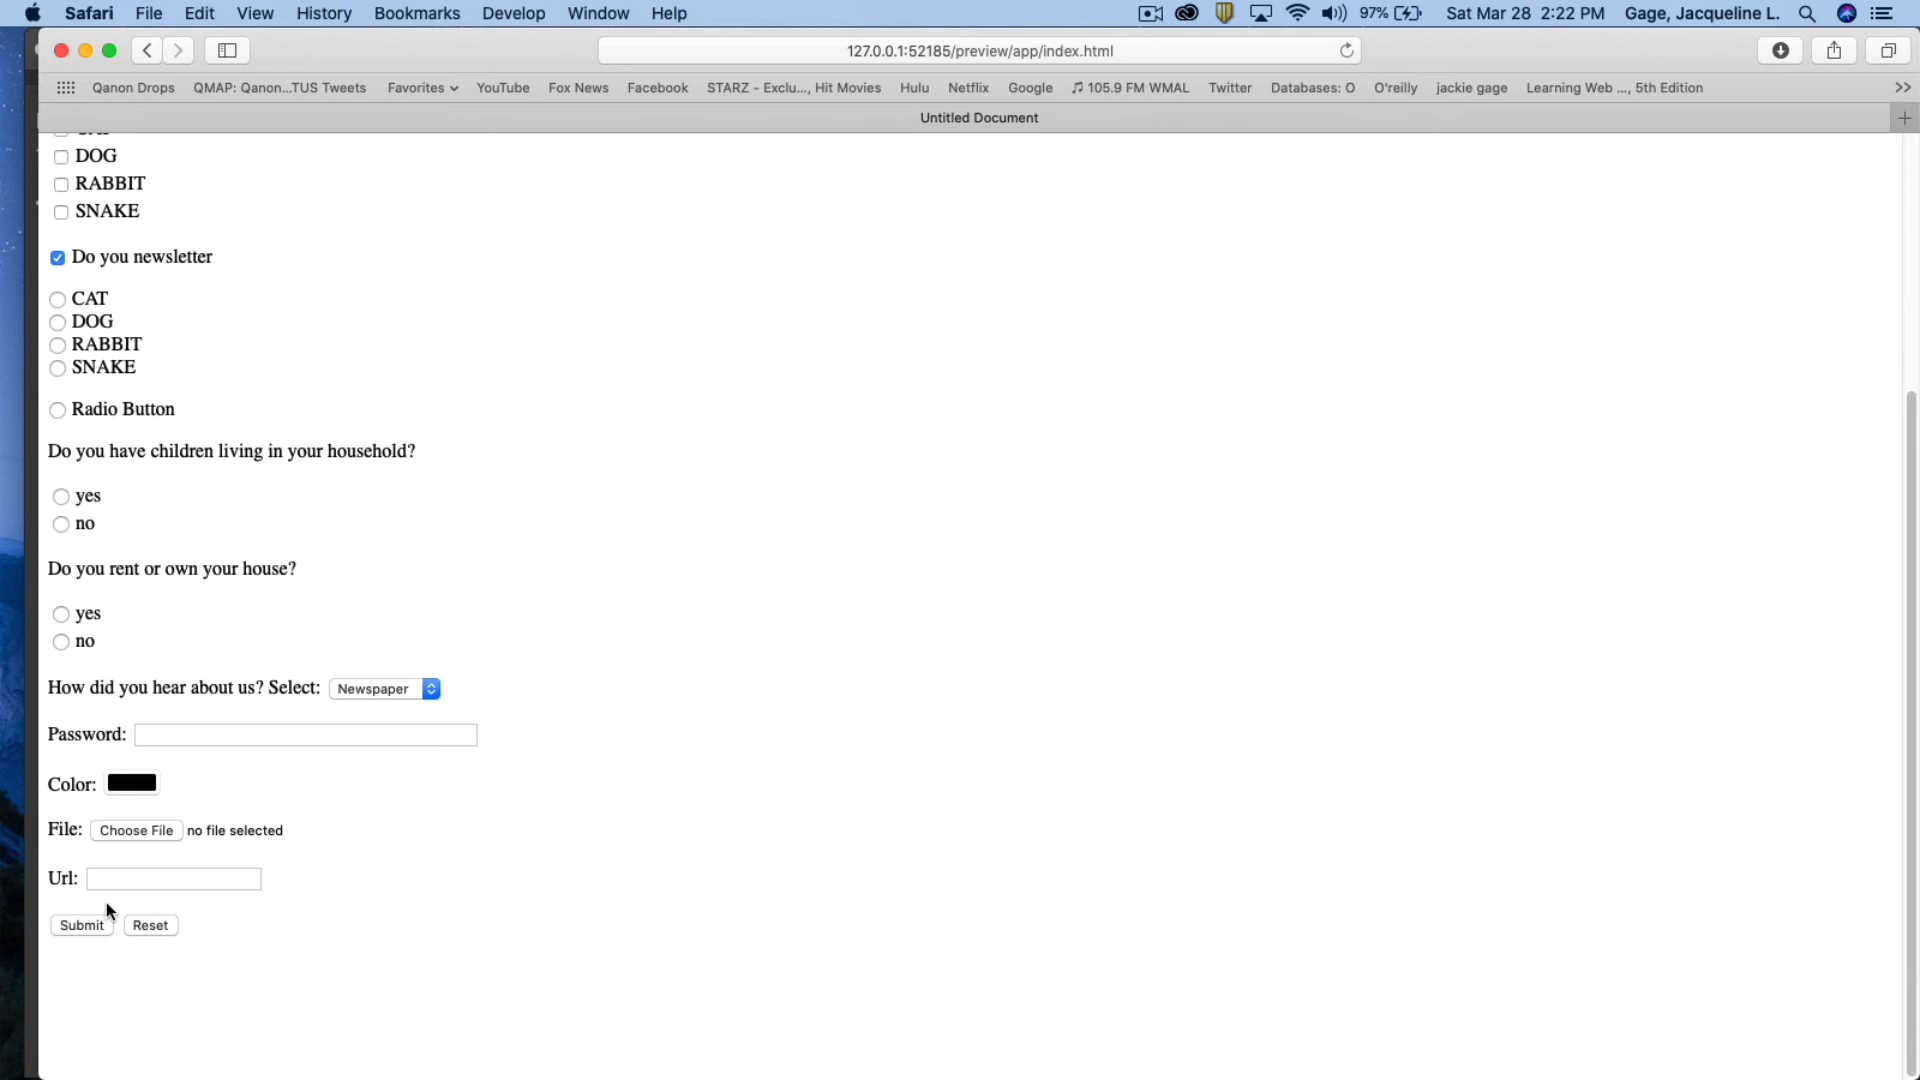 Safari File Edit View History Bookmarks Develop Window Help 97% Sat Mar 28 2:22 PM Gage, Jacqueline L.
127.0.0.1:52185/preview/app/index.html
Qanon Drops QMAP: Qanon...TUS Tweets Favorites YouTube Fox News Facebook STARZ - Exclu..., Hit Movies Hulu Netflix Google 105.9 FM WMAL Twitter Databases: O O'reilly jackie gage Learning Web ..., 5th Edition
Untitled Document
DOG
RABBIT
SNAKE
Do you newsletter
CAT
DOG
RABBIT
SNAKE
Radio Button
Do you have children living in your household?
yes
no
Do you rent or own your house?
yes
no
How did you hear about us? Select: Newspaper
Password:
Color:
File: Choose File no file selected
Url:
Submit Reset